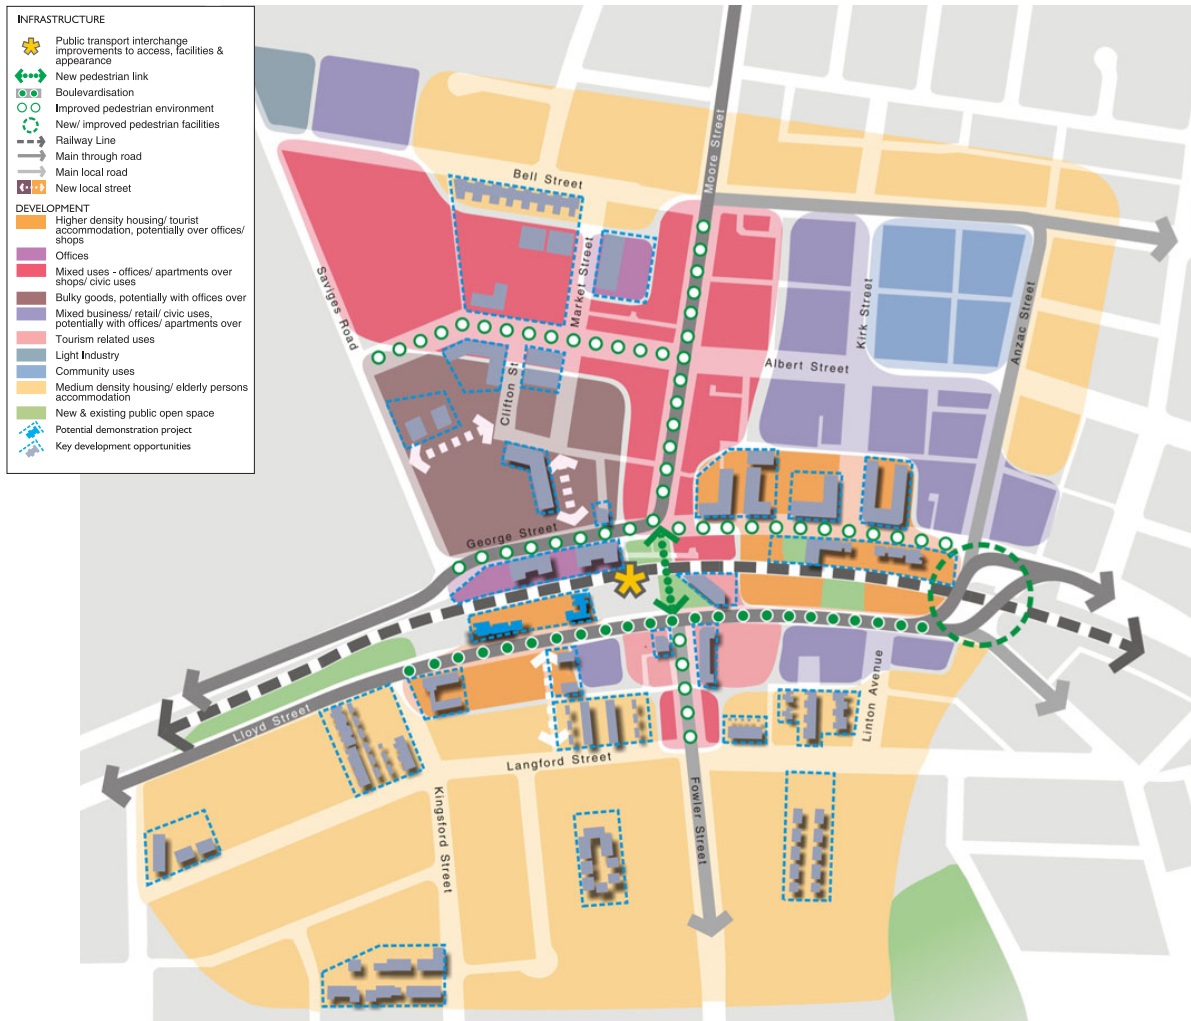 INFRASTRUCTURE
Public transport interchange
improvements to access, facilities &
appearance
New pedestrian link
Boulevardisation
Improved pedestrian environment
New/ improved pedestrian facilities
Railway Line
Main through road
Main local road
New local street
DEVELOPMENT
Higher density housing/ tourist
accommodation, potentially over offices/
shops
Offices
Mixed uses - offices/ apartments over
shops/ civic uses
Bulky goods, potentially with offices over
Mixed business/ retail/ civic uses,
potentially with offices/ apartments over
Tourism related uses
Light Industry
Community uses
Medium density housing/ elderly persons
accommodation
New & existing public open space
Potential demonstration project
Key development opportunities
Moore Street
Bell Street
Saviges Road
Market Street
Kirk Street
Anzac Street
Albert Street
Clifton St
George Street
Lloyd Street
Linton Avenue
Langford Street
Kingsford Street
Fowler Street